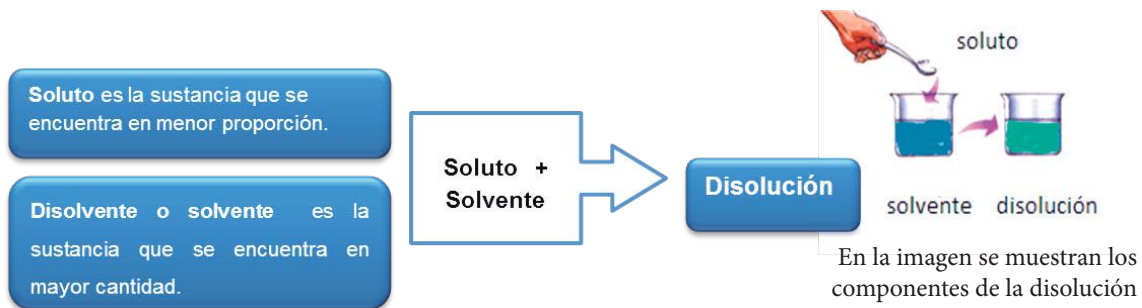 Soluto es la sustancia que se
encuentra en menor proporción.
Disolvente o solvente es la
sustancia que se encuentra en
mayor cantidad.
Soluto +
Solvente
Disolución
soluto
solvente disolución
En la imagen se muestran los
componentes de la disolución